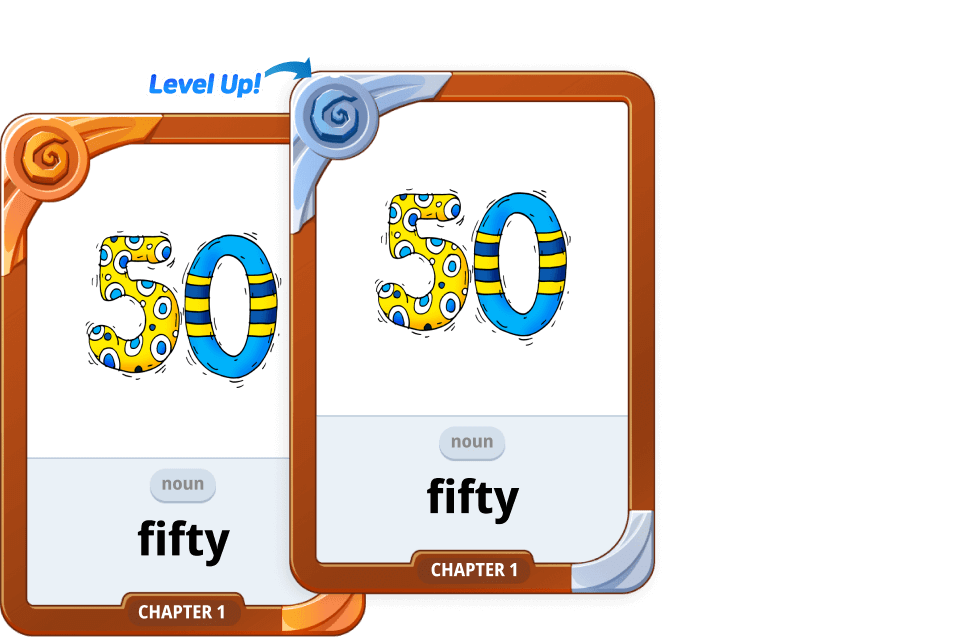 Level Up!
50
noun
fifty
CHAPTER 1
50
noun
fifty
CHAPTER 1